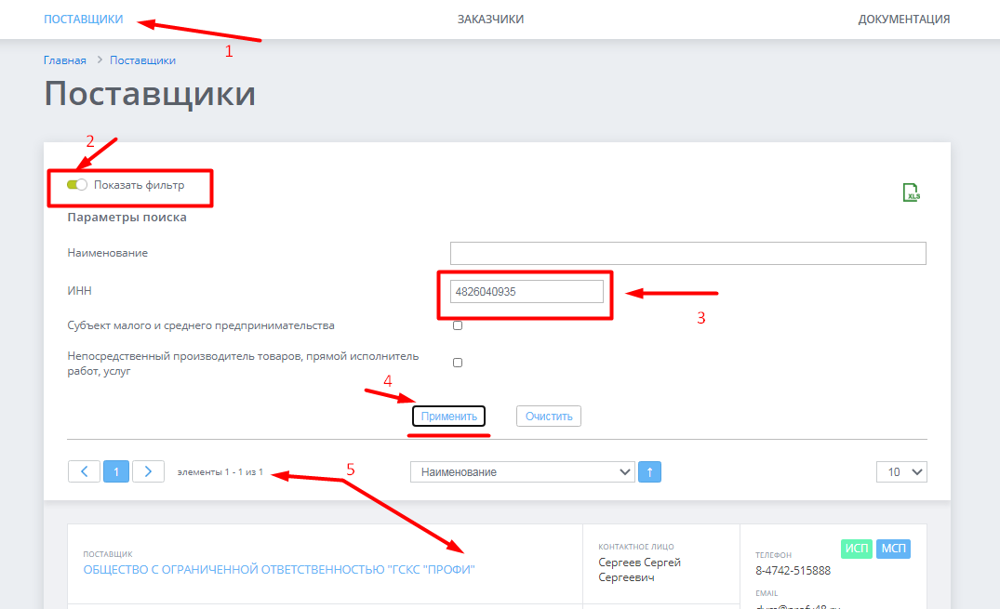 ПОСТАВЩИКИ ЗАКАЗЧИКИ ДОКУМЕНТАЦИЯ
1
Главная > Поставщики
Поставщики
2
Показать фильтр
XLS
Параметры поиска
Наименование
ИНН 4826040935
3
Субъект малого и среднего предпринимательства
Непосредственный производитель товаров, прямой исполнитель
работ, услуг
4
Применить Очистить
5
1 элементы 1 - 1 из 1 Наименование ↑ 10
ПОСТАВЩИК
ОБЩЕСТВО С ОГРАНИЧЕННОЙ ОТВЕТСТВЕННОСТЬЮ "ГСКС "ПРОФИ"
КОНТАКТНОЕ ЛИЦО
Сергеев Сергей
Сергеевич
ИСП МСП
ТЕЛЕФОН
8-4742-515888
EMAIL